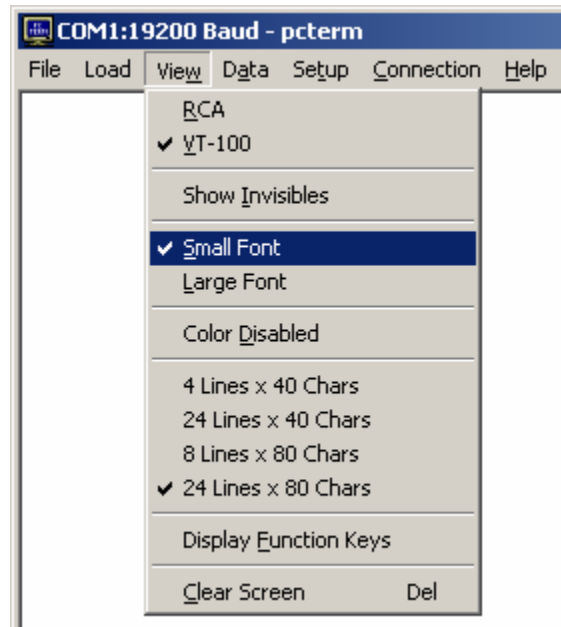 COM1:19200 Baud - pcterm
File Load View Data Setup Connection Help
RCA
VT-100
Show Invisibles
Small Font
Large Font
Color Disabled
4 Lines x 40 Chars
24 Lines x 40 Chars
8 Lines x 80 Chars
24 Lines x 80 Chars
Display Function Keys
Clear Screen Del